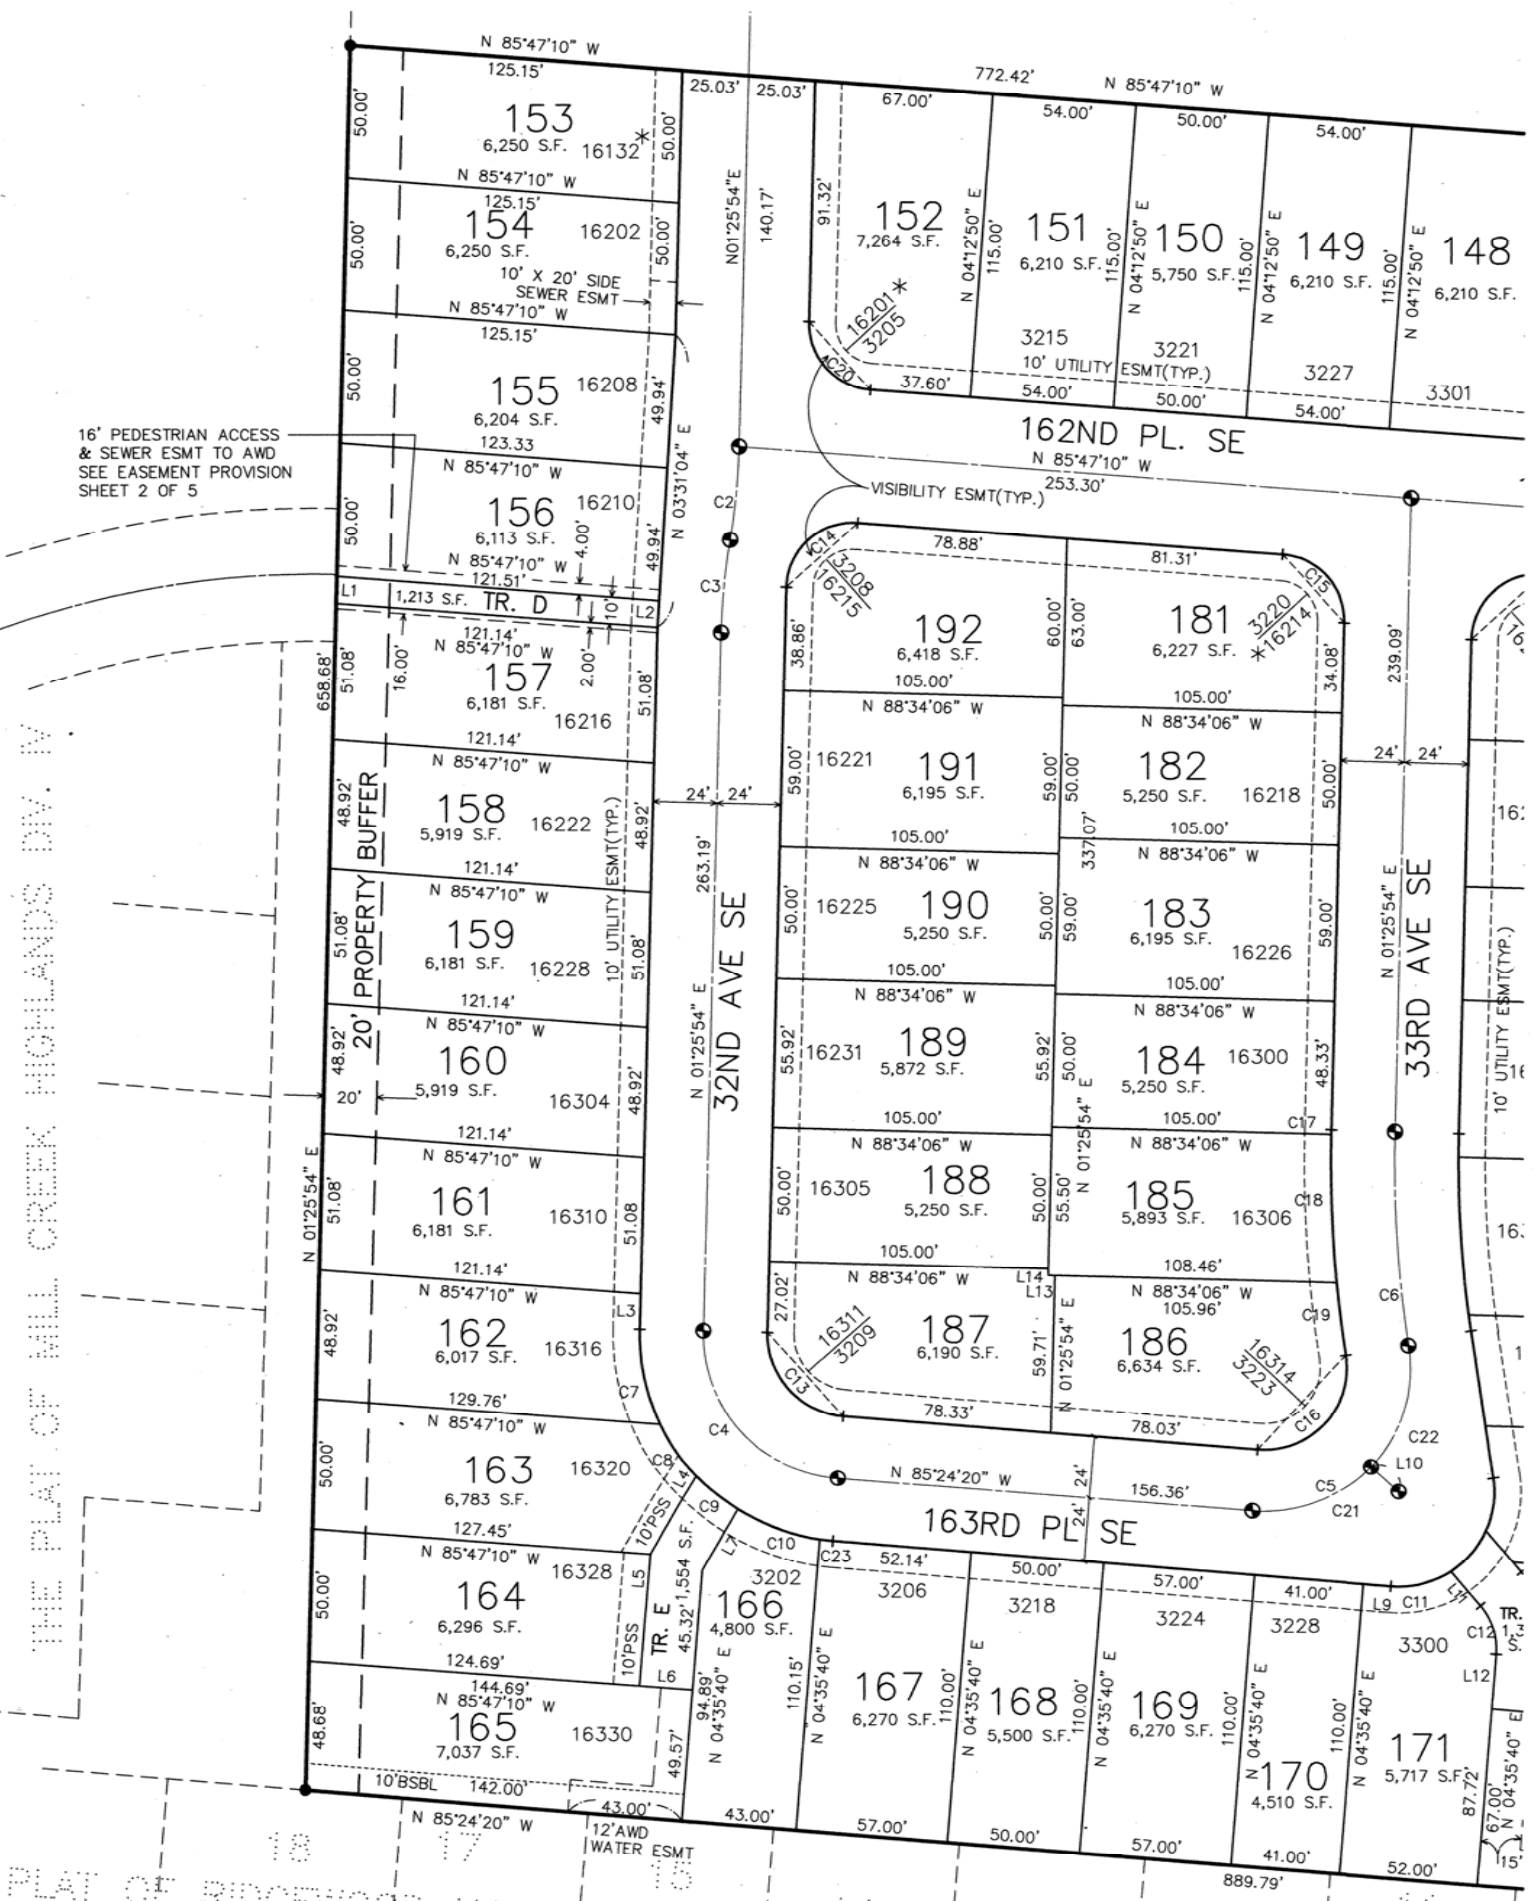 N 85°47'10" W
772.42'
N 85°47'10" W
125.15'
25.03'
25.03'
67.00'
54.00'
50.00'
54.00'
50.00'
153
6,250 S.F.
16132*
50.00'
N 85°47'10" W
125.15'
50.00'
154
6,250 S.F.
16202
50.00'
10' X 20' SIDE
SEWER ESMT
N 85°47'10" W
125.15'
N01°25'54"E
140.17'
91.32'
152
7,264 S.F.
16201*
3205
C20
37.60'
N 04°12'50" E
115.00'
151
6,210 S.F.
3215
54.00'
N 04°12'50" E
115.00'
150
5,750 S.F.
3221
50.00'
N 04°12'50" E
115.00'
149
6,210 S.F.
3227
54.00'
N 04°12'50" E
115.00'
148
6,210 S.F.
3301
10' UTILITY ESMT(TYP.)
50.00'
155
6,204 S.F.
16208
49.94'
123.33
N 85°47'10" W
16' PEDESTRIAN ACCESS
& SEWER ESMT TO AWD
SEE EASEMENT PROVISION
SHEET 2 OF 5
162ND PL. SE
N 85°47'10" W
253.30'
VISIBILITY ESMT(TYP.)
50.00'
156
6,113 S.F.
16210
4.00'
49.94'
N 03°31'04" E
N 85°47'10" W
121.51'
C2
C3
L1
1,213 S.F.
TR. D
10'
L2
121.14'
N 85°47'10" W
16.00'
2.00'
658.68'
51.08'
157
6,181 S.F.
16216
51.08'
121.14'
N 85°47'10" W
C14
78.88'
3208
16215
38.86'
192
6,418 S.F.
60.00'
105.00'
N 88°34'06" W
81.31'
C15
63.00'
181
6,227 S.F.
3220
*16214
34.08'
105.00'
N 88°34'06" W
239.09'
24'
24'
THE PLAT OF MILL CREEK HIGHLANDS DIV. IV
20' PROPERTY BUFFER
48.92'
158
5,919 S.F.
16222
48.92'
10' UTILITY ESMT(TYP.)
121.14'
N 85°47'10" W
24'
24'
263.19'
59.00'
16221
191
6,195 S.F.
59.00'
105.00'
N 88°34'06" W
50.00'
182
5,250 S.F.
16218
50.00'
337.07'
105.00'
N 88°34'06" W
51.08'
159
6,181 S.F.
16228
51.08'
121.14'
N 85°47'10" W
32ND AVE SE
N 01°25'54" E
50.00'
16225
190
5,250 S.F.
50.00'
105.00'
N 88°34'06" W
59.00'
183
6,195 S.F.
16226
59.00'
105.00'
N 88°34'06" W
N 01°25'54" E
33RD AVE SE
10' UTILITY ESMT(TYP.)
48.92'
20'
160
5,919 S.F.
16304
48.92'
121.14'
N 85°47'10" W
55.92'
16231
189
5,872 S.F.
55.92'
105.00'
N 88°34'06" W
50.00'
184
5,250 S.F.
16300
48.33'
N 01°25'54" E
105.00'
C17
N 88°34'06" W
N 01°25'54" E
51.08'
161
6,181 S.F.
16310
51.08
121.14'
N 85°47'10" W
50.00'
16305
188
5,250 S.F.
50.00'
105.00'
N 88°34'06" W
55.50'
185
5,893 S.F.
16306
C18
108.46'
N 88°34'06" W
105.96'
L14
L13
C6
48.92'
162
6,017 S.F.
16316
L3
129.76'
N 85°47'10" W
C7
C4
27.02'
16311
3209
187
6,190 S.F.
59.71'
C13
78.33'
N 01°25'54" E
186
6,634 S.F.
C19
16314
3223
C16
78.03'
C22
L10
C5
C21
50.00'
163
6,783 S.F.
16320
C8
L4
127.45'
N 85°47'10" W
10'PSS
C9
N 85°24'20" W
24'
24'
156.36'
163RD PL SE
50.00'
164
6,296 S.F.
16328
L5
10'PSS
124.69'
TR. E
45.32'
1,554 S.F.
L6
L7
C10
C23
52.14'
50.00'
57.00'
41.00'
L9
C11
L11
C12
L12
3202
166
4,800 S.F.
94.89'
N 04°35'40" E
110.15'
N 04°35'40" E
3206
167
6,270 S.F.
110.00'
N 04°35'40" E
3218
168
5,500 S.F.
110.00'
N 04°35'40" E
3224
169
6,270 S.F.
110.00'
N 04°35'40" E
3228
170
4,510 S.F.
110.00'
N 04°35'40" E
3300
171
5,717 S.F.
87.72'
67.00'
N 04°35'40" E
TR.
144.69'
N 85°47'10" W
48.68'
165
7,037 S.F.
16330
49.57'
10'BSBL
142.00'
43.00'
43.00'
57.00'
50.00'
57.00'
41.00'
52.00'
15'
N 85°24'20" W
12'AWD
WATER ESMT
889.79'
18
17
15